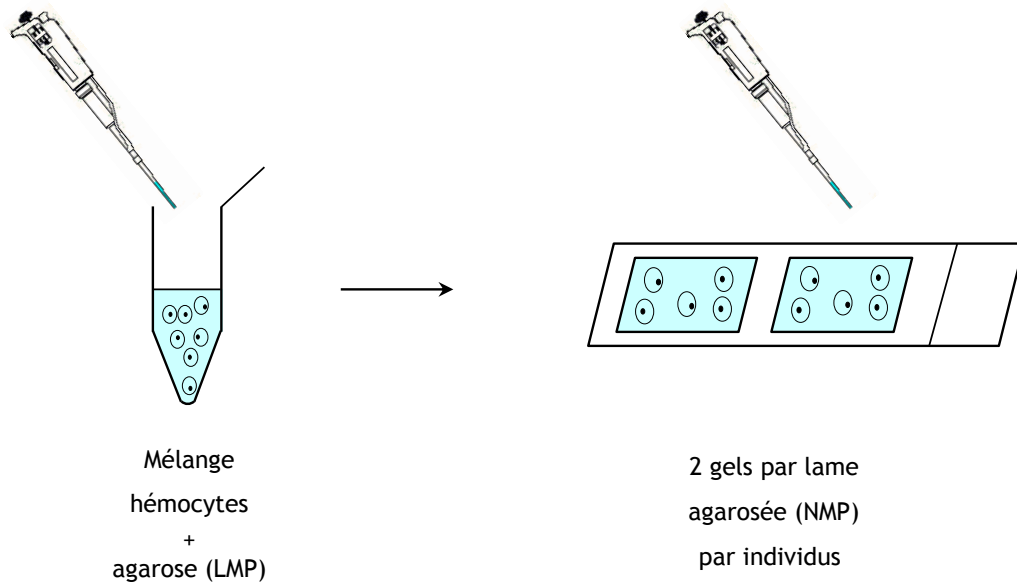 Mélange
hémocytes
+
agarose (LMP)
2 gels par lame
agarosée (NMP)
par individus